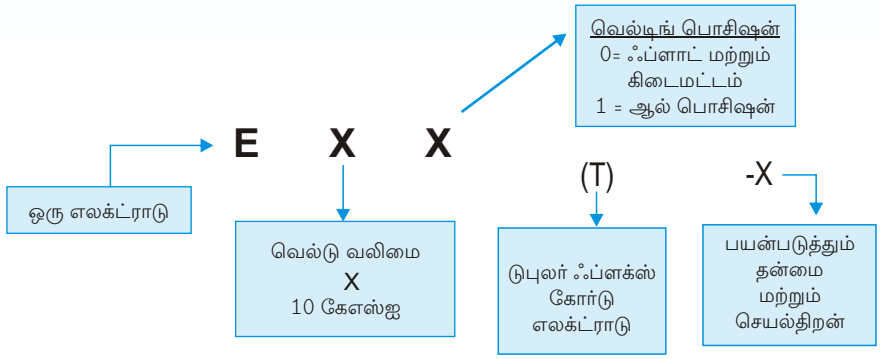 வெல்டிங் பொசிஷன்
0= ஃப்ளாட் மற்றும்
கிடைமட்டம்
1 = ஆல் பொசிஷன்
E X X
(T)
-X
ஒரு எலக்ட்ராடு
வெல்டு வலிமை
X
10 கேஎஸ்ஐ
டுபுலர் ஃப்ளக்ஸ்
கோர்டு
எலக்ட்ராடு
பயன்படுத்தும்
தன்மை
மற்றும்
செயல்திறன்